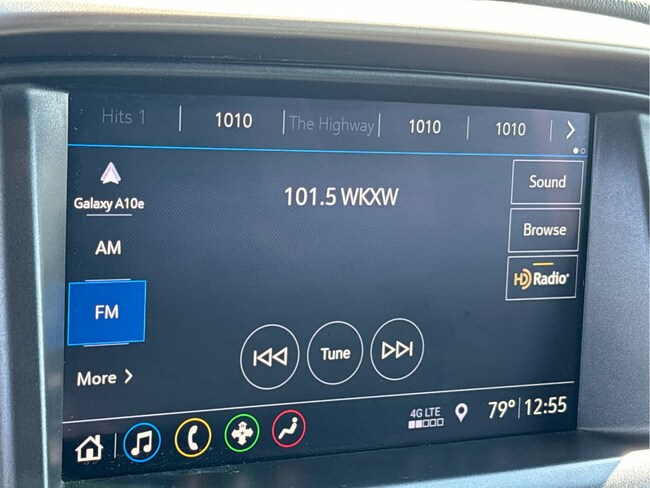 Hits 1 1010 The Highway 1010 1010
Galaxy A10e
101.5 WKXW
Sound
AM
Browse
HD Radio
FM
Tune
More
4G LTE
79° 12:55